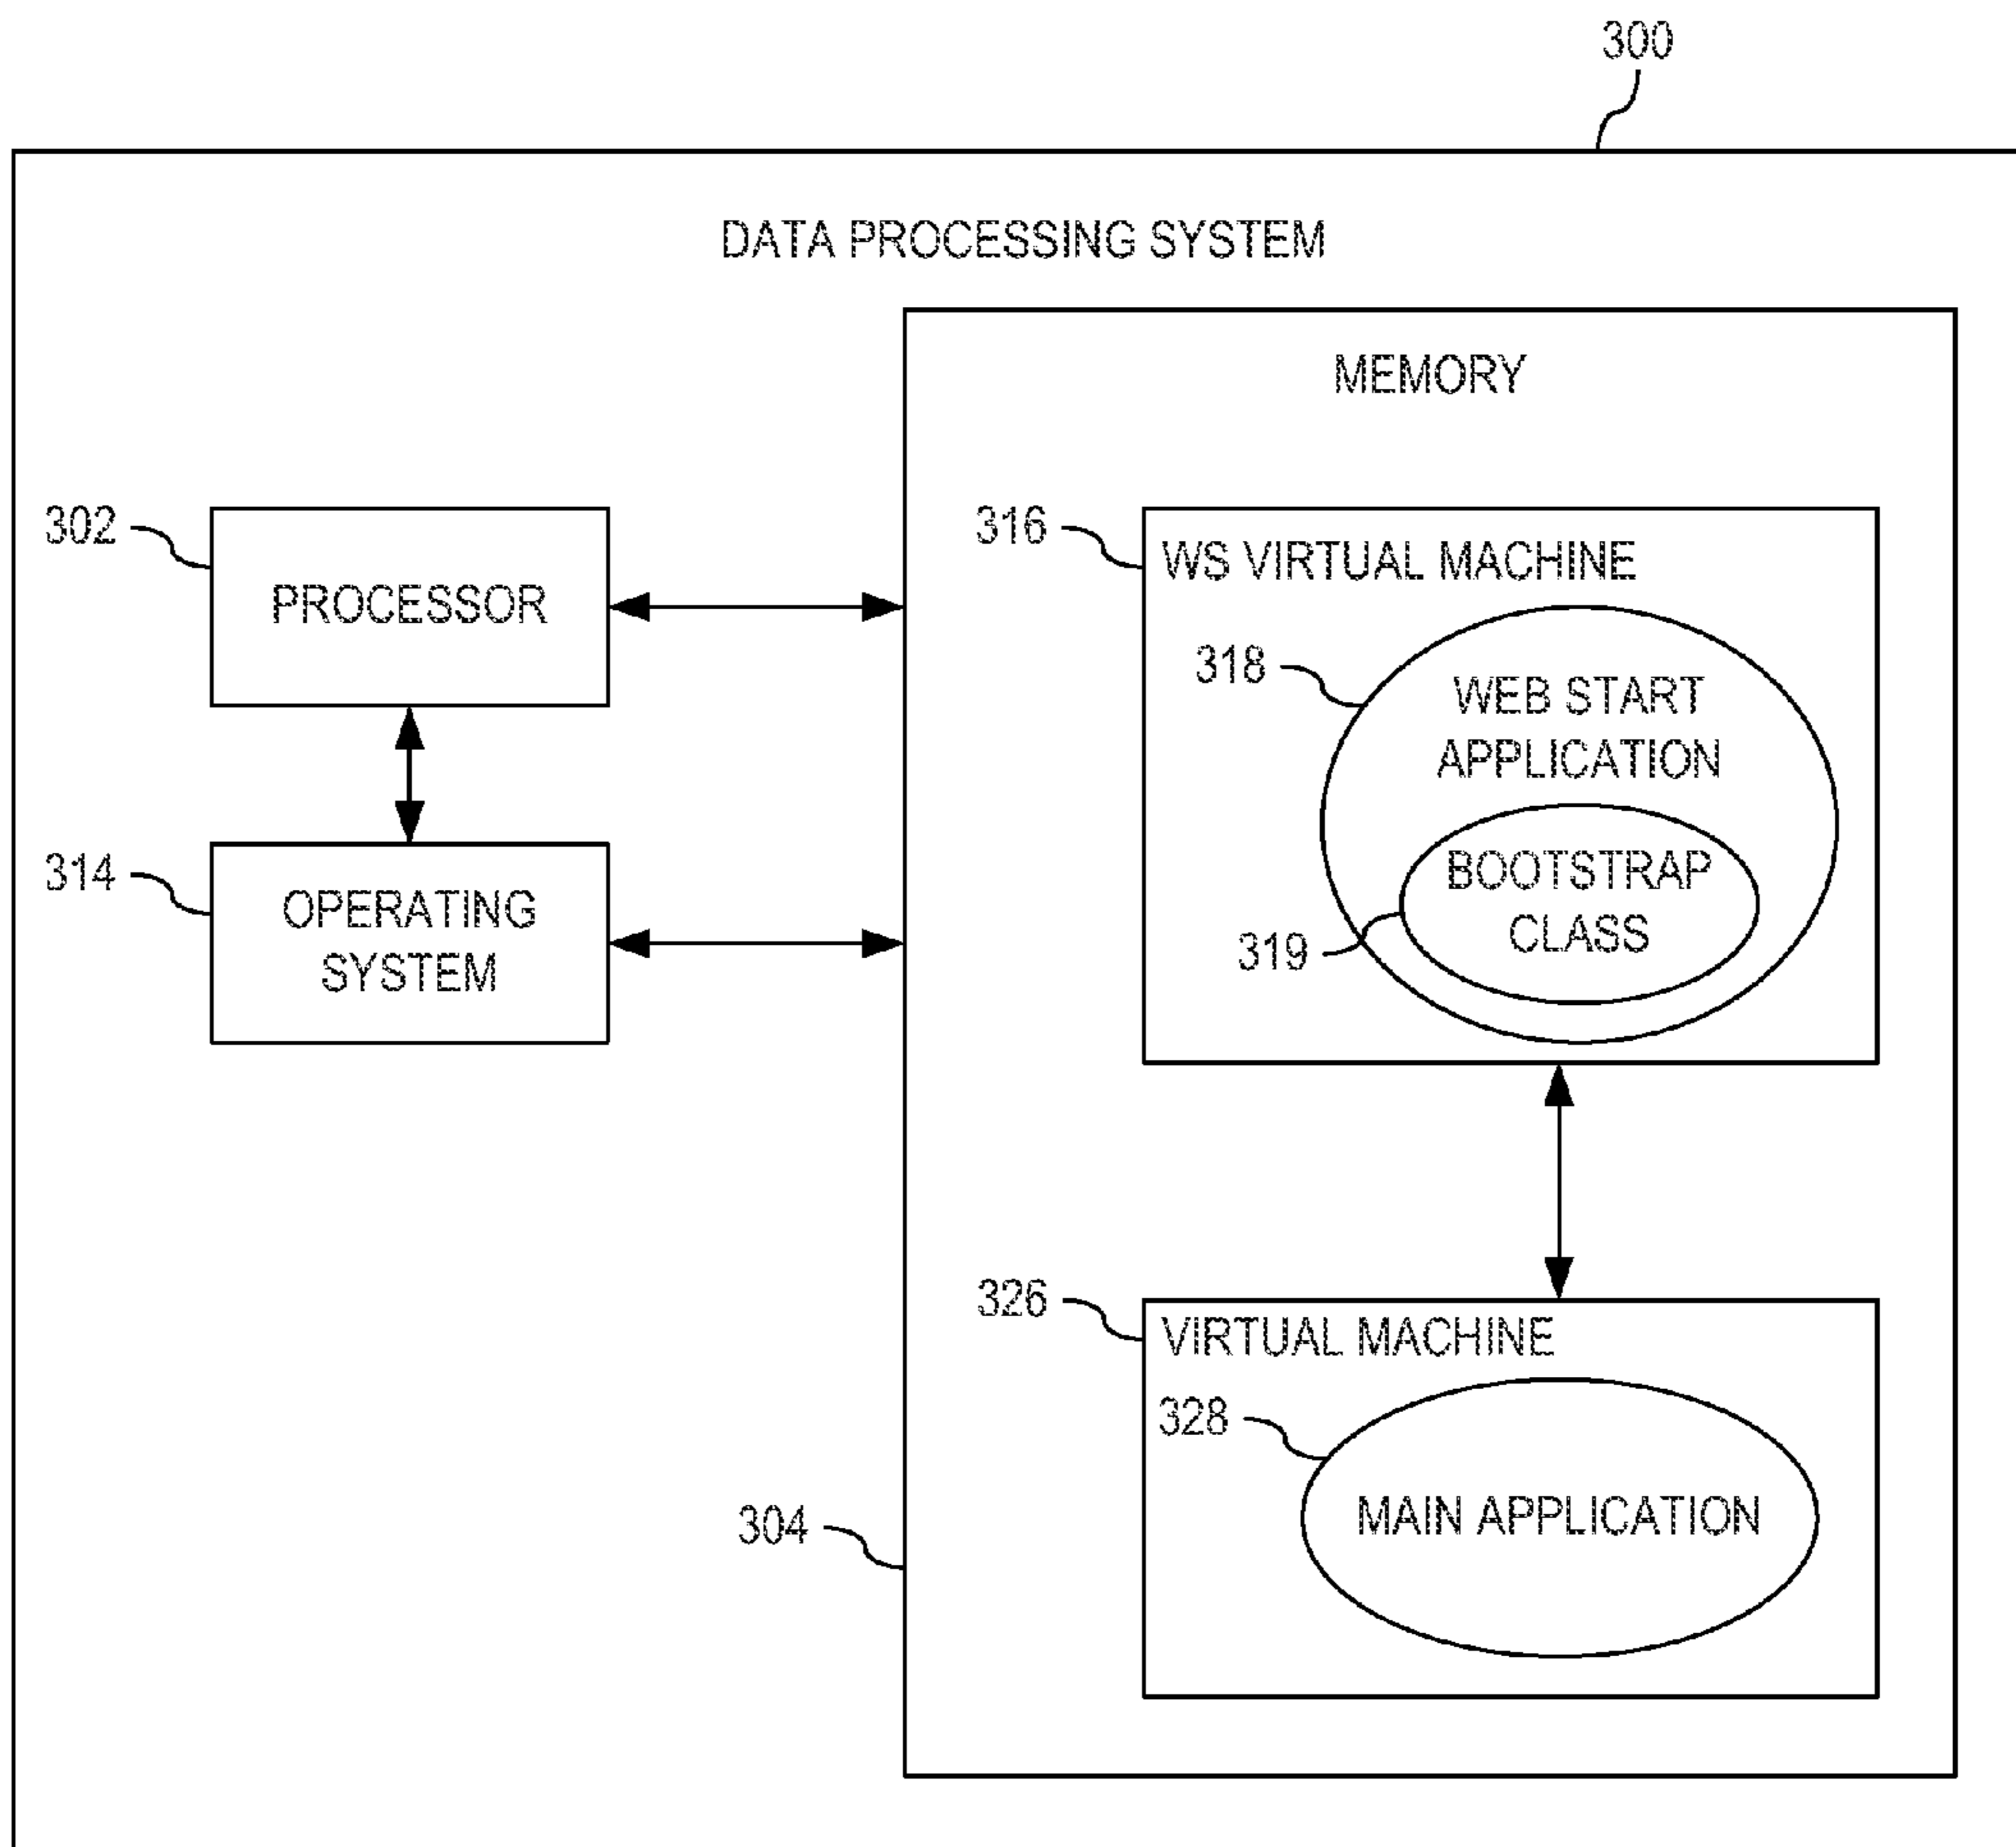 300
DATA PROCESSING SYSTEM
MEMORY
302
PROCESSOR
316
WS VIRTUAL MACHINE
318
WEB START
APPLICATION
314
OPERATING
SYSTEM
BOOTSTRAP
CLASS
319
326
VIRTUAL MACHINE
328
MAIN APPLICATION
304